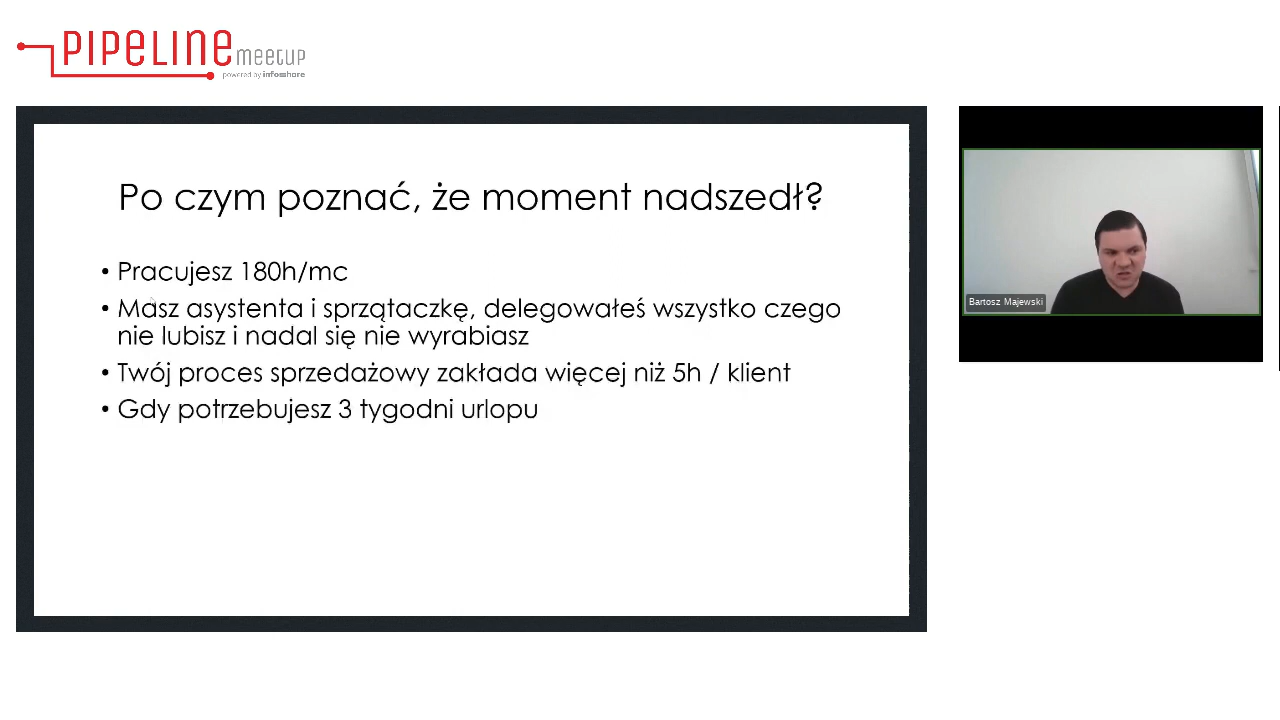 PIPELINE meetup
powered by infoshare
Po czym poznać, że moment nadszedł?
• Pracujesz 180h/mc
• Masz asystenta i sprzątaczkę, delegowałeś wszystko czego
nie lubisz i nadal się nie wyrabiasz
• Twój proces sprzedażowy zakłada więcej niż 5h / klient
• Gdy potrzebujesz 3 tygodni urlopu
Bartosz Majewski